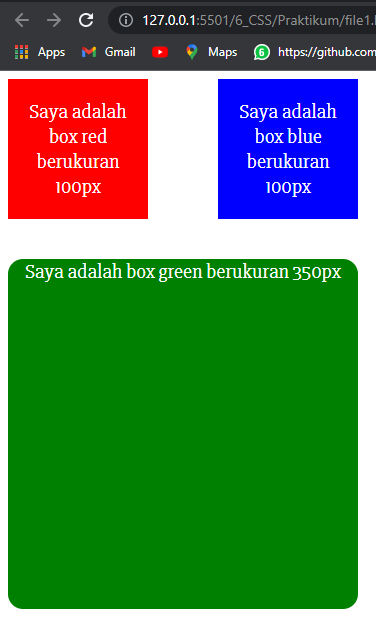 127.0.0.1:5501/6_CSS/Praktikum/file1.
Apps Gmail Maps 6 https://github.com
Saya adalah
box red
berukuran
100px
Saya adalah
box blue
berukuran
100px
Saya adalah box green berukuran 350px